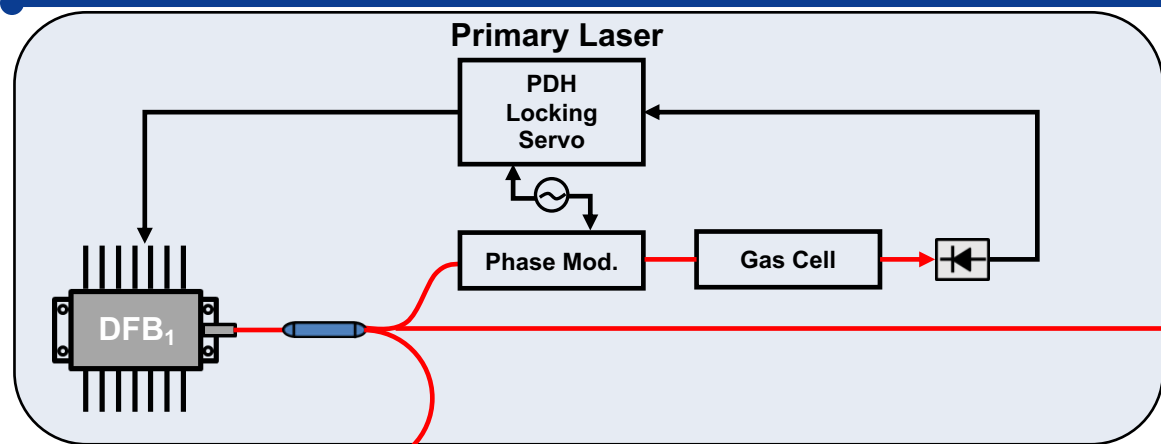 Primary Laser
PDH
Locking
Servo
Phase Mod.
Gas Cell
DFB₁